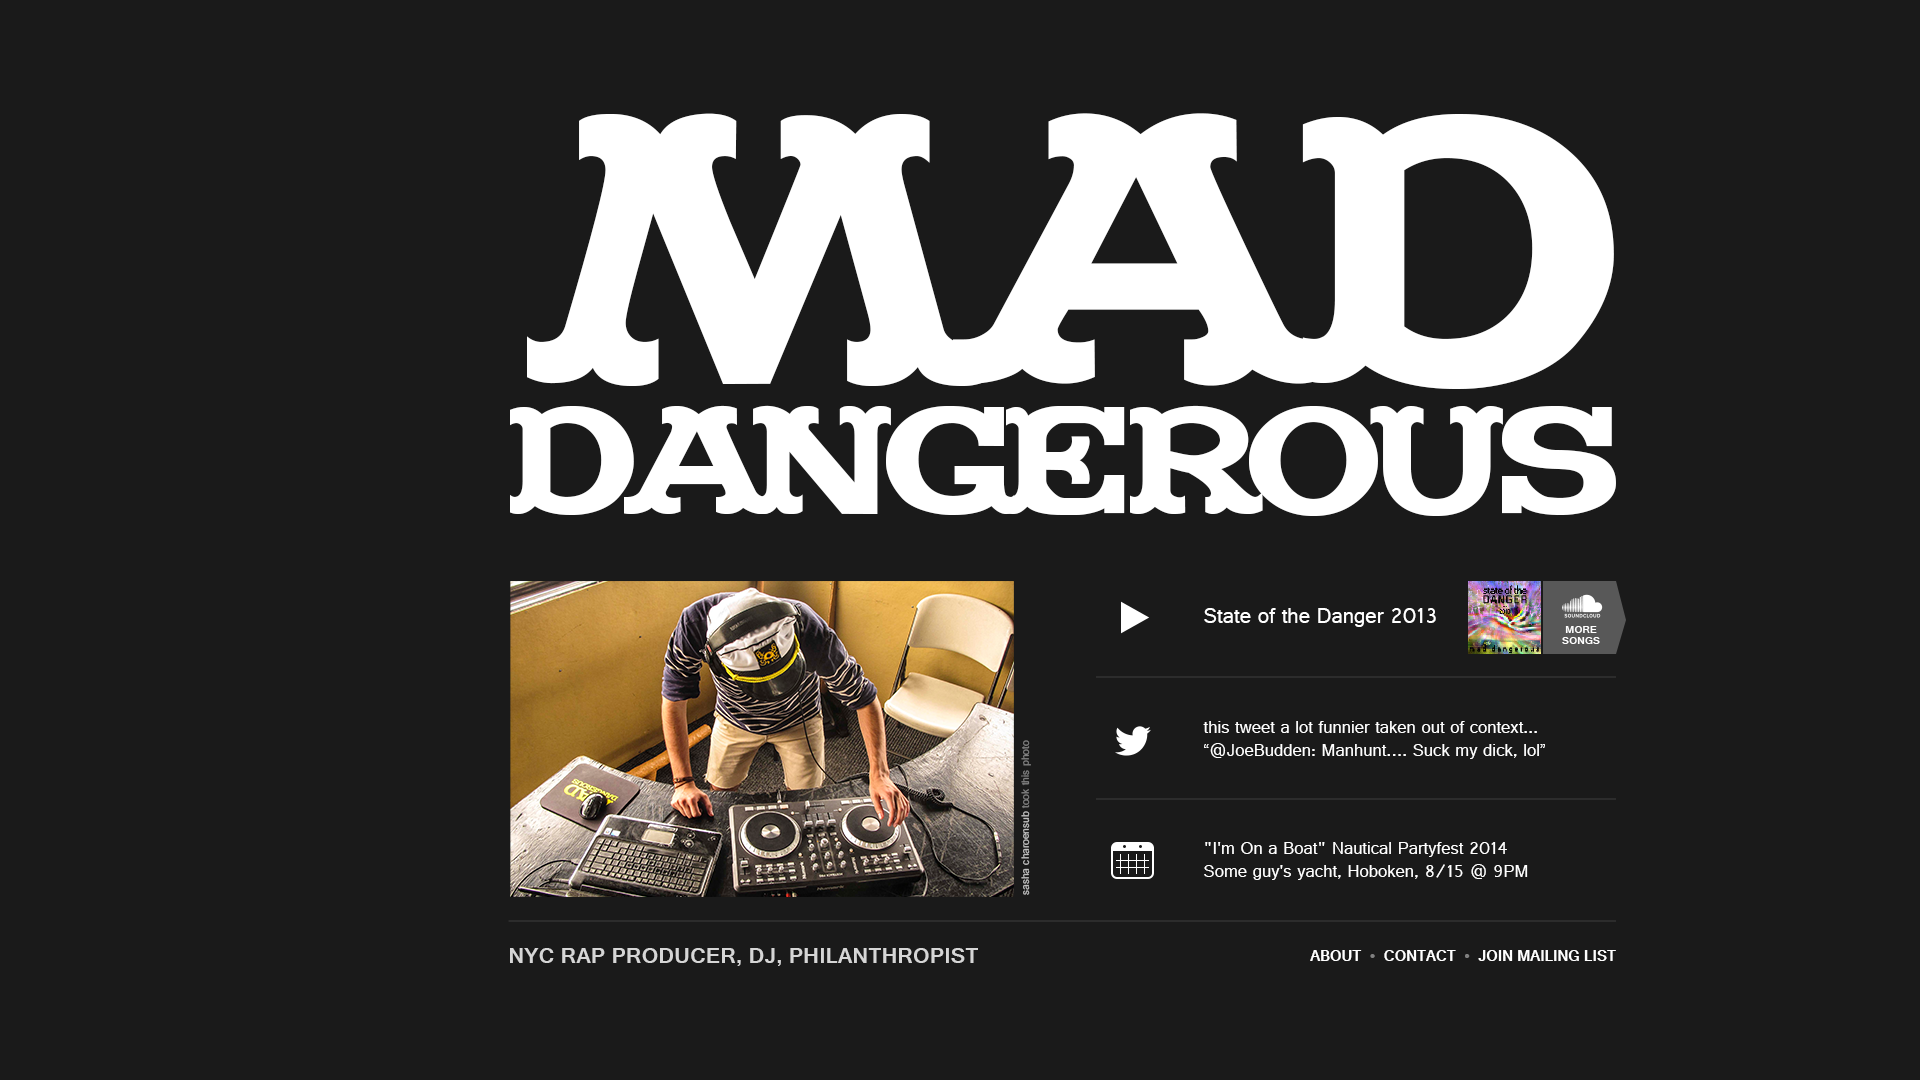 MAD
DANGEROUS
State of the Danger 2013
state of the
DANGER
mad dangerous
SOUNDCLOUD
MORE
SONGS
this tweet a lot funnier taken out of context...
“@JoeBudden: Manhunt.... Suck my dick, lol”
"I'm On a Boat" Nautical Partyfest 2014
Some guy's yacht, Hoboken, 8/15 @ 9PM
MAD
DANGEROUS
sasha charoensub took this photo
NYC RAP PRODUCER, DJ, PHILANTHROPIST
ABOUT • CONTACT • JOIN MAILING LIST